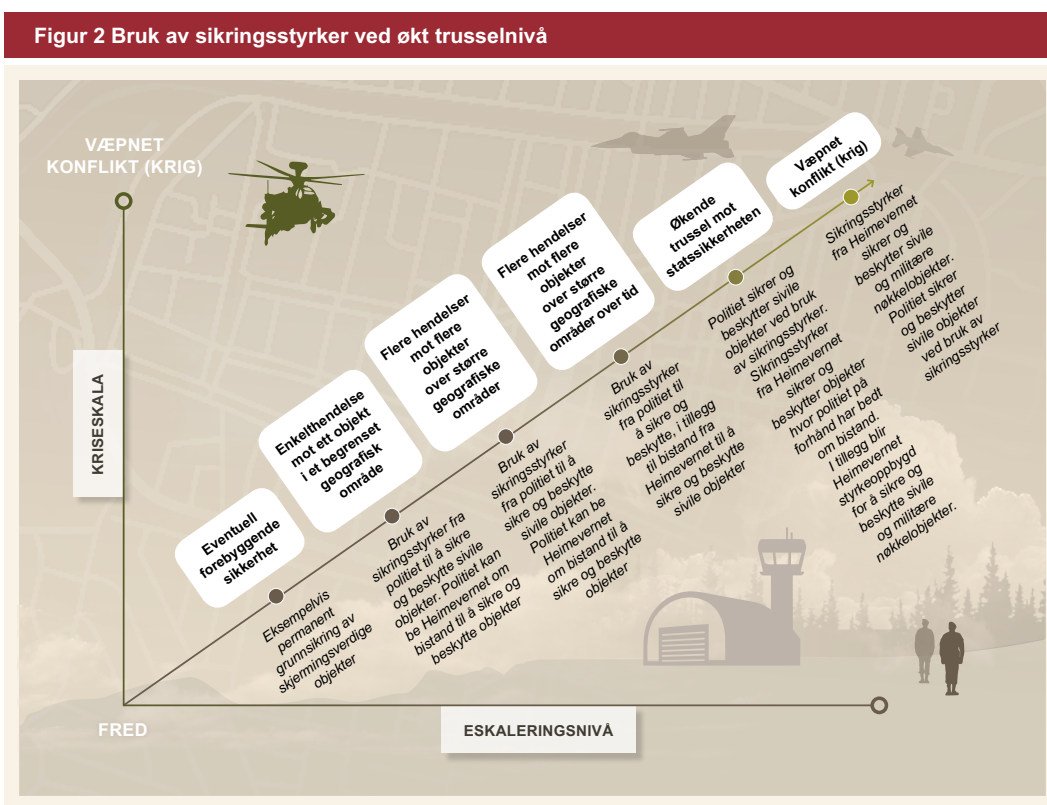 Figur 2 Bruk av sikringsstyrker ved økt trusselnivå
VÆPNET
KONFLIKT (KRIG)
KRISESKALA
FRED
ESKALERINGSNIVÅ
Eventuell
forebyggende
sikkerhet
Eksempelvis
permanent
grunnsikring av
skjermingsverdige
objekter
Enkelthendelse
mot ett objekt
i et begrenset
geografisk
område
Bruk av
sikringsstyrker fra
politiet til å sikre
og beskytte sivile
objekter. Politiet kan
be Heimevernet om
bistand til å sikre og
beskytte objekter
Flere hendelser
mot flere
objekter
over større
geografiske
områder
Bruk av
sikringsstyrker
fra politiet til å
sikre og beskytte
sivile objekter.
Politiet kan be
Heimevernet
om bistand til å
sikre og beskytte
objekter
Flere hendelser
mot flere
objekter
over større
geografiske
områder over tid
Bruk av
sikringsstyrker
fra politiet til
å sikre og
beskytte, i tillegg
til bistand fra
Heimevernet til å
sikre og beskytte
sivile objekter
Økende
trussel mot
statssikkerheten
Politiet sikrer og
beskytter sivile
objekter ved bruk
av sikringsstyrker.
Sikringsstyrker
fra Heimevernet
sikrer og
beskytter objekter
hvor politiet på
forhånd har bedt
om bistand.
I tillegg blir
Heimevernet
styrkeoppbygd
for å sikre og
beskytte sivile
og militære
nøkkelobjekter.
Væpnet
konflikt (krig)
Sikringsstyrker
fra Heimevernet
sikrer og
beskytter sivile
og militære
nøkkelobjekter.
Politiet sikrer
og beskytter
sivile objekter
ved bruk av
sikringsstyrker